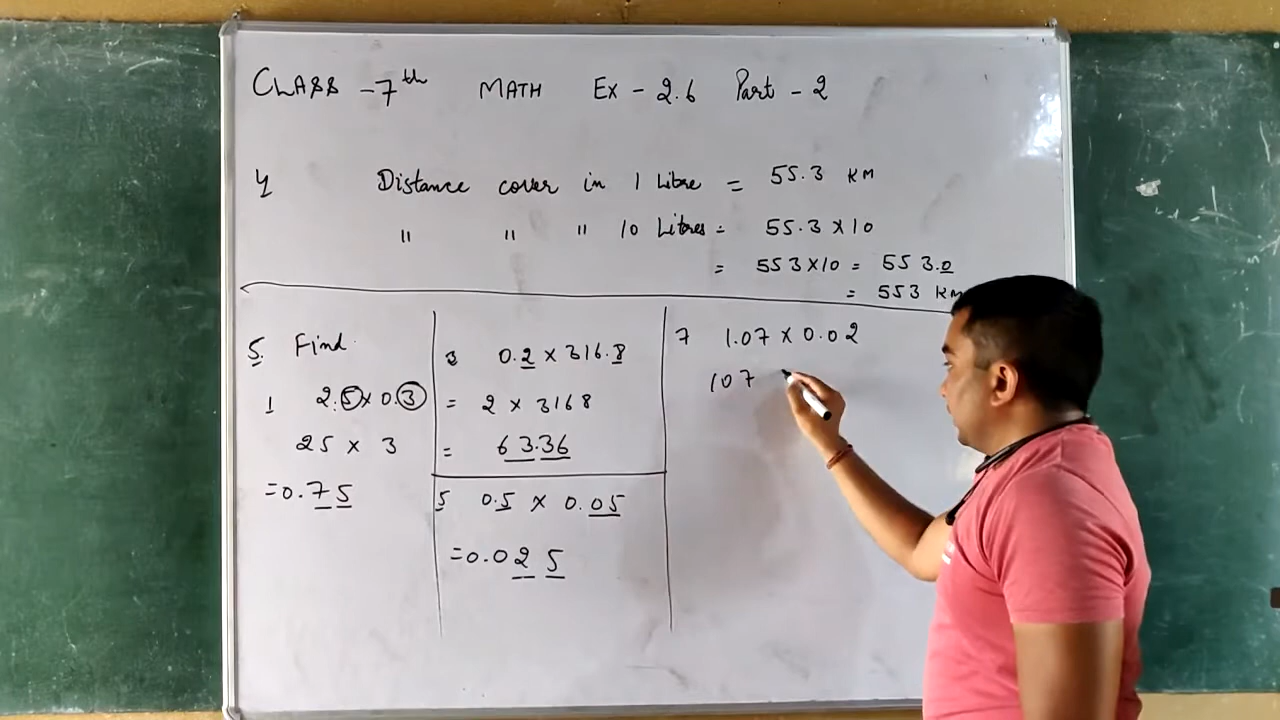 CLASS - 7th MATH Ex - 2.6 Part - 2
4 Distance cover in 1 Litre = 55.3 KM
" " " 10 Litres = 55.3 x 10
= 553 x 10 = 553.0
= 553 KM
5. Find
1 2.5 x 0.3
25 x 3
= 0.75
3 0.2 x 316.8
= 2 x 3168
= 63.36
5 0.5 x 0.05
= 0.025
7 1.07 x 0.02
107